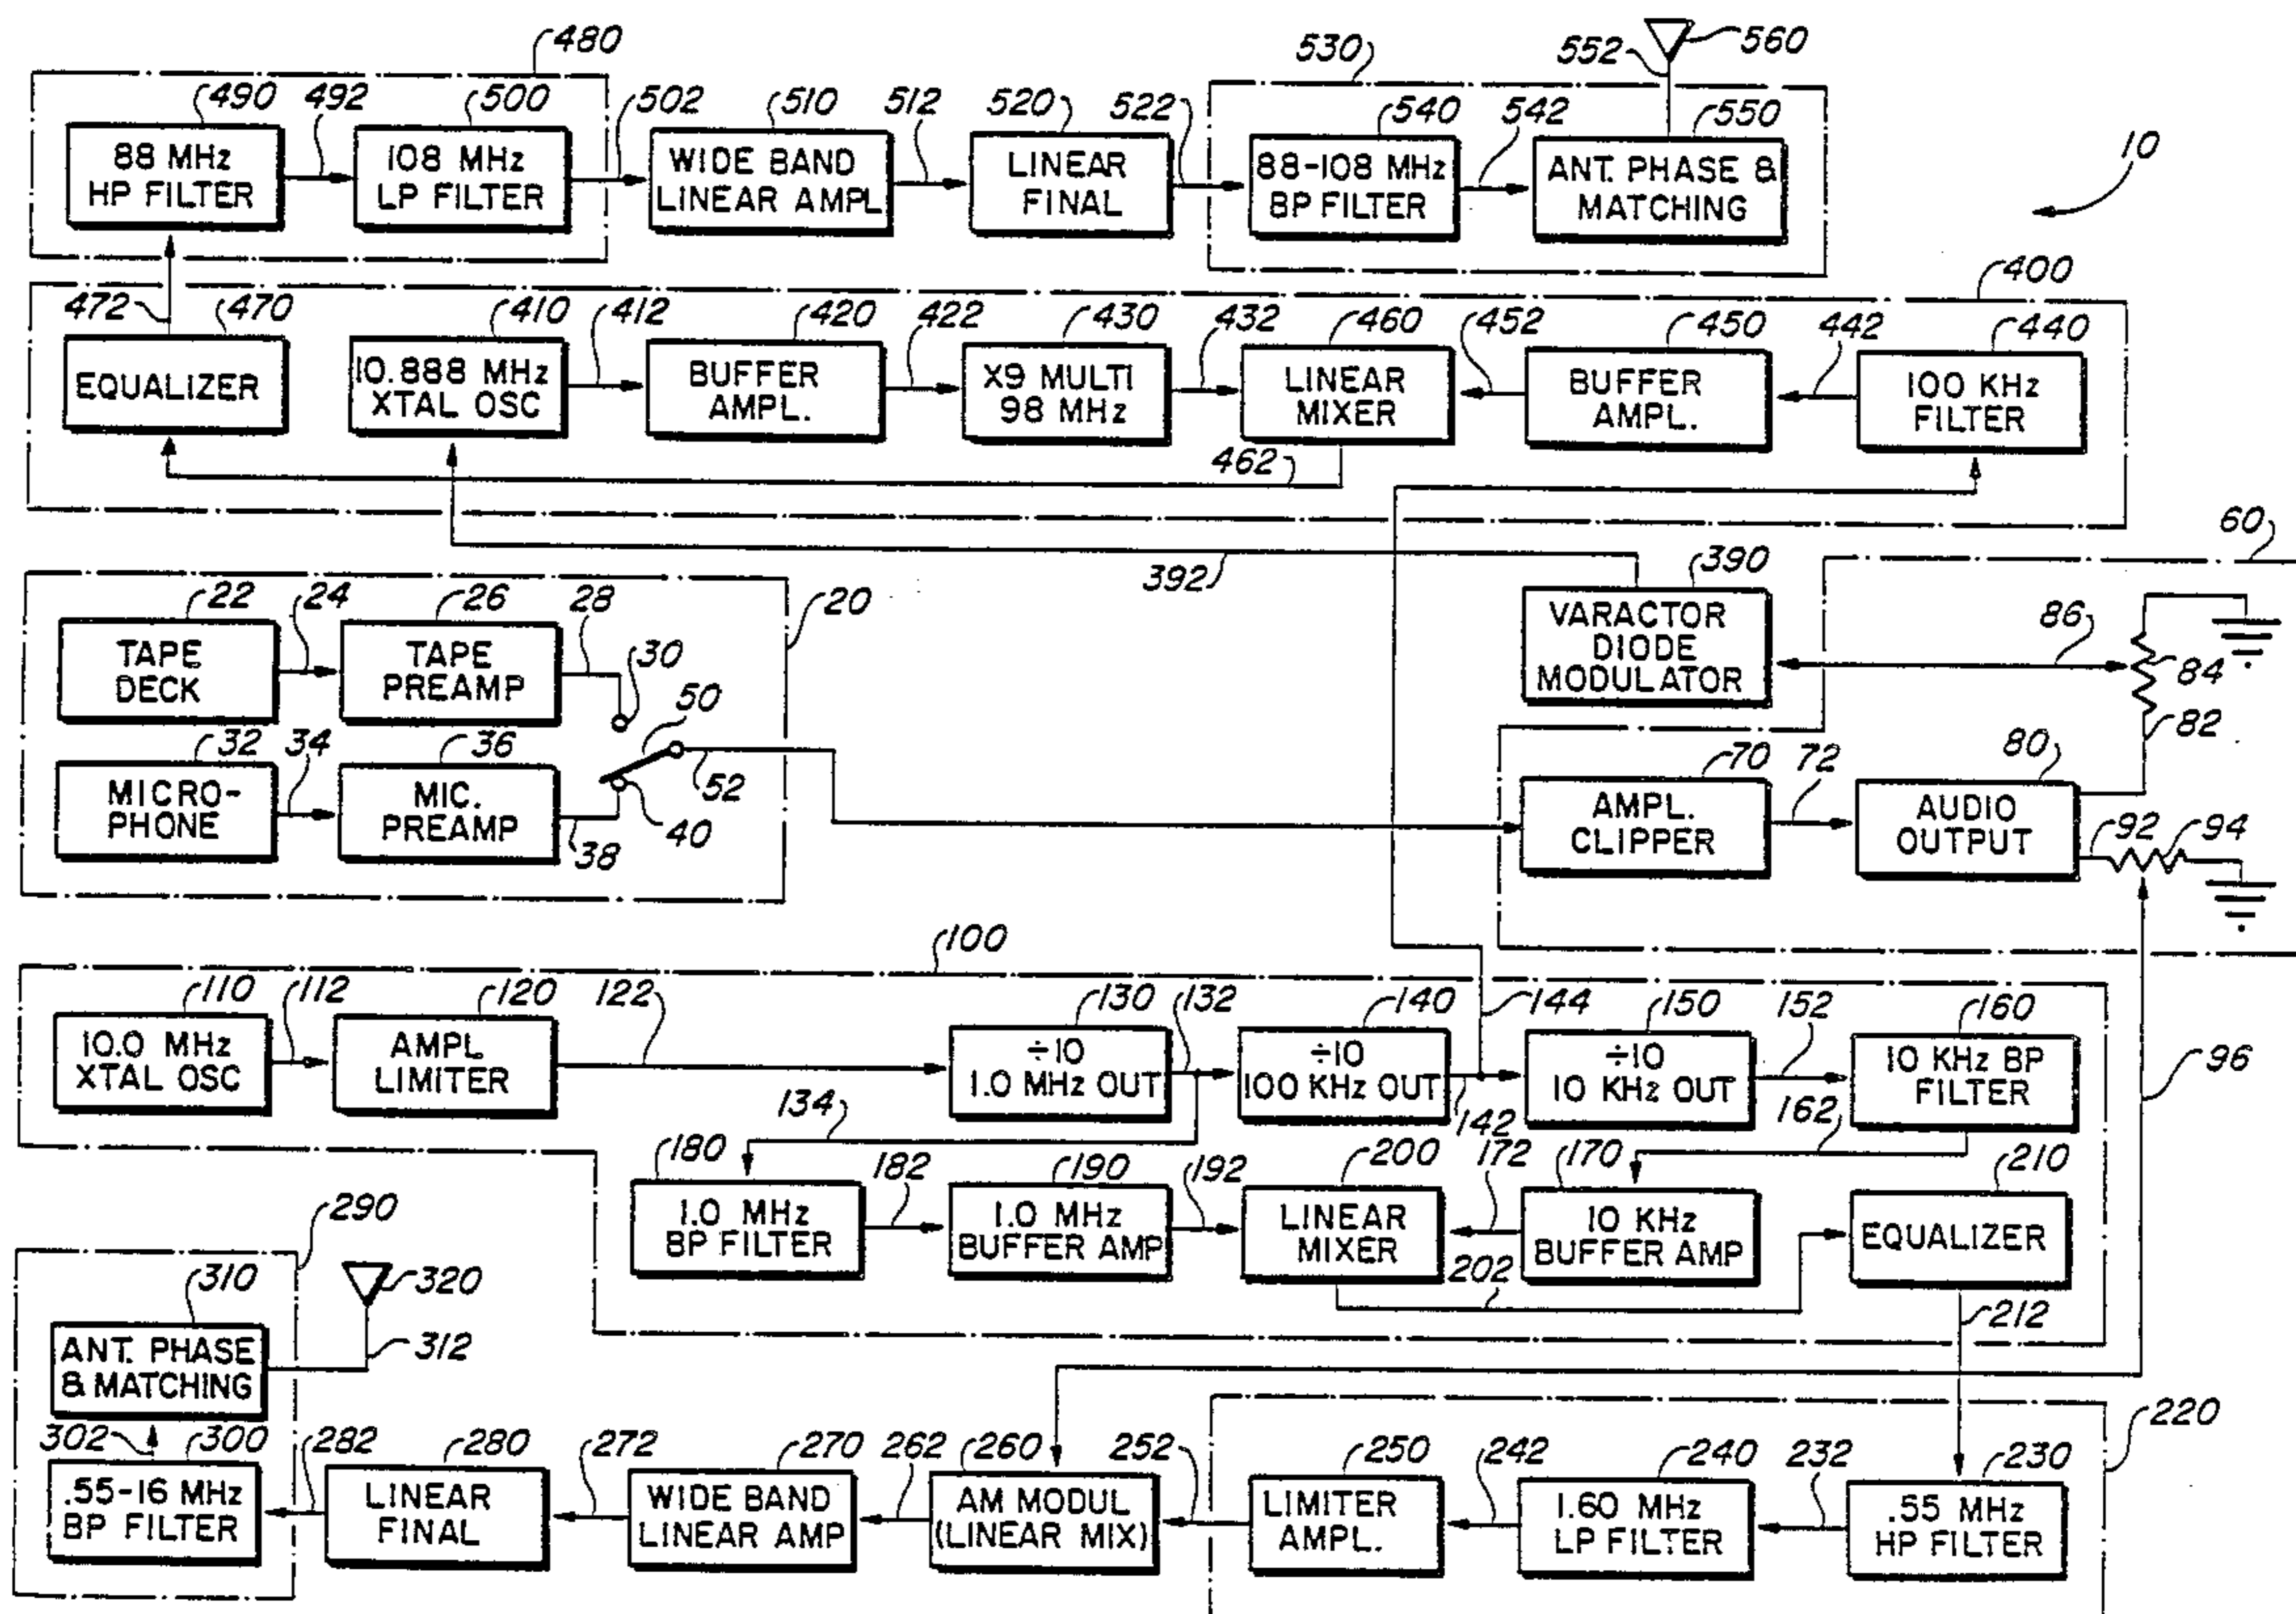 480
530
552
560
490
492
500
502
510
512
520
522
540
542
550
10
88 MHz
HP FILTER
108 MHz
LP FILTER
WIDE BAND
LINEAR AMPL
LINEAR
FINAL
88-108 MHz
BP FILTER
ANT. PHASE &
MATCHING
400
472
470
410
412
420
422
430
432
460
452
450
442
440
EQUALIZER
10.888 MHz
XTAL OSC
BUFFER
AMPL.
X9 MULTI
98 MHz
LINEAR
MIXER
BUFFER
AMPL.
100 KHz
FILTER
462
60
392
390
22
24
26
28
20
TAPE
DECK
TAPE
PREAMP
30
VARACTOR
DIODE
MODULATOR
86
84
82
32
34
36
50
52
MICRO-
PHONE
MIC.
PREAMP
38
40
70
72
80
AMPL.
CLIPPER
AUDIO
OUTPUT
92
94
100
110
112
120
122
130
132
140
144
150
152
160
10.0 MHz
XTAL OSC
AMPL
LIMITER
÷10
1.0 MHz OUT
÷10
100 KHz OUT
÷10
10 KHz OUT
10 KHz BP
FILTER
96
134
142
162
180
182
190
192
200
172
170
210
1.0 MHz
BP FILTER
1.0 MHz
BUFFER AMP
LINEAR
MIXER
10 KHz
BUFFER AMP
EQUALIZER
202
212
290
310
320
ANT. PHASE
& MATCHING
312
220
302
300
282
280
272
270
262
260
252
250
242
240
232
230
.55-16 MHz
BP FILTER
LINEAR
FINAL
WIDE BAND
LINEAR AMP
AM MODUL
(LINEAR MIX)
LIMITER
AMPL.
1.60 MHz
LP FILTER
.55 MHz
HP FILTER